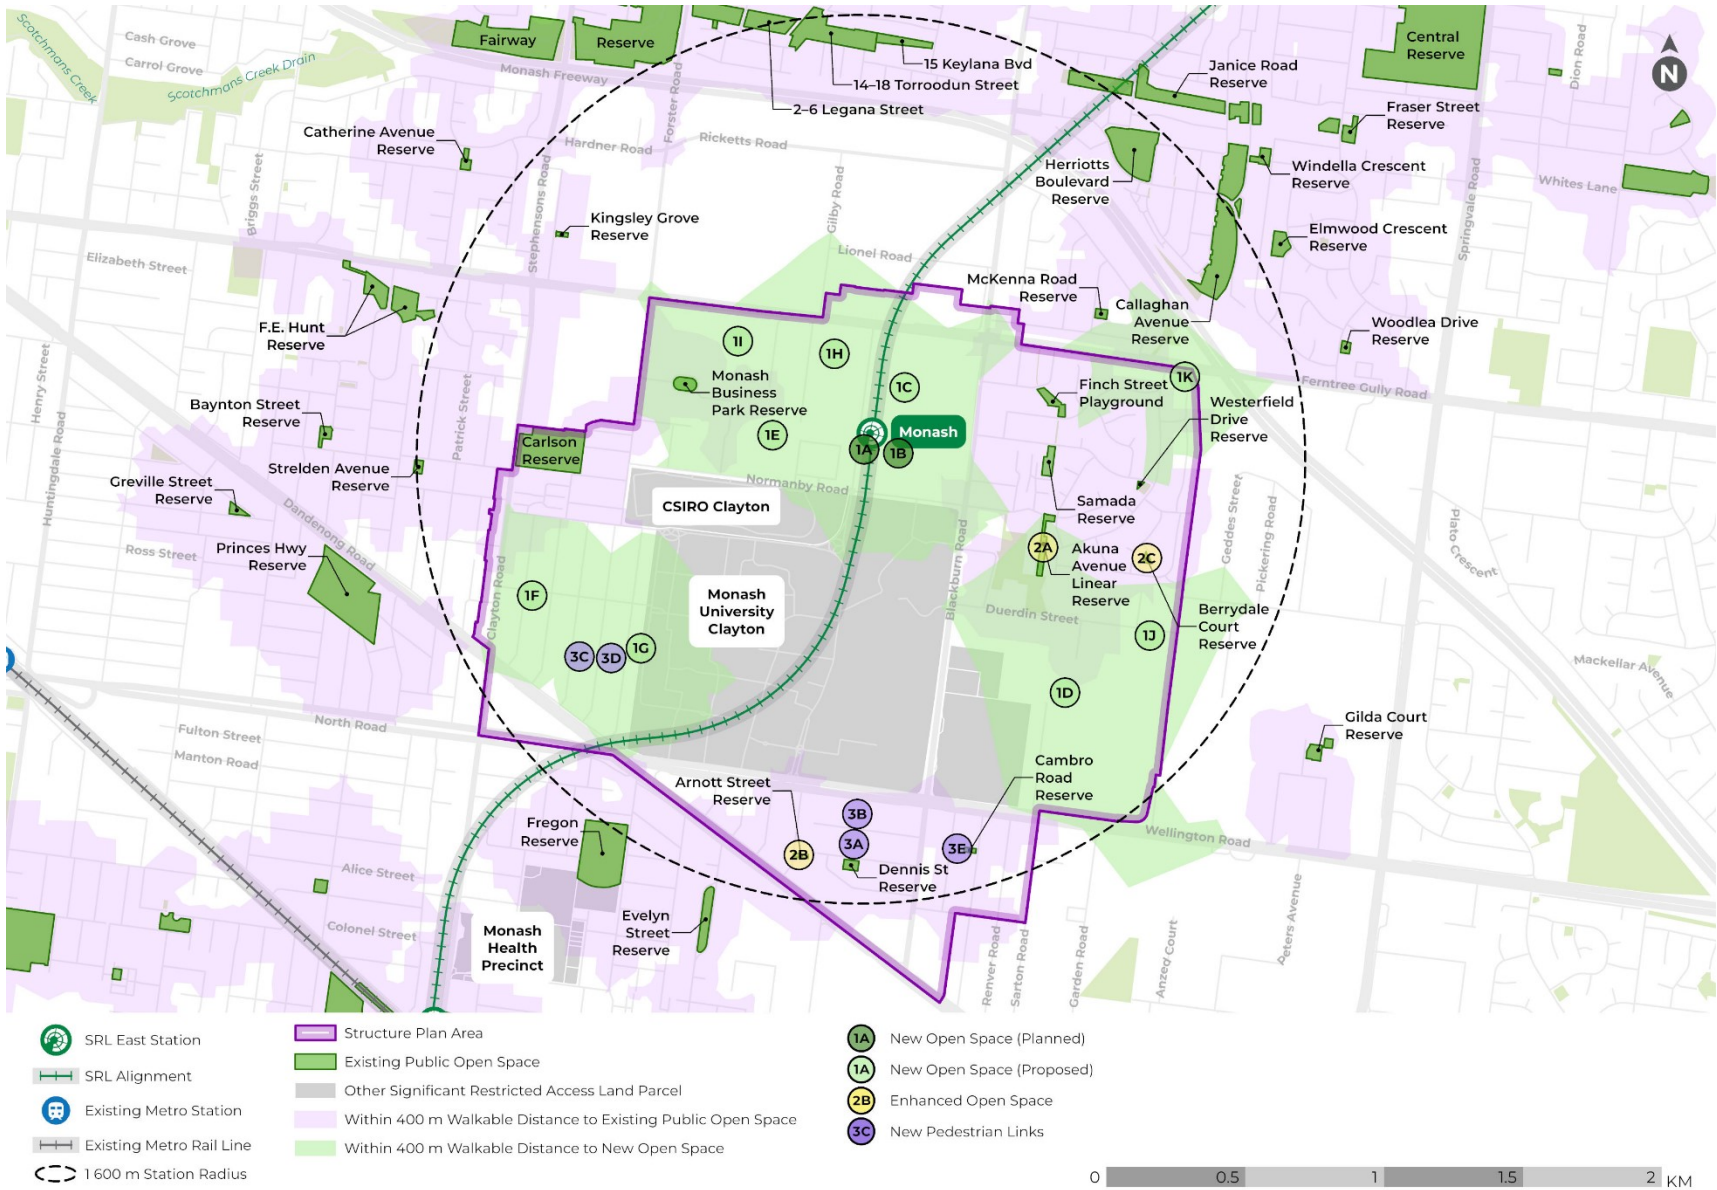 Cash Grove
Carrol Grove
Scotchmans Creek
Scotchmans Creek Drain
Fairway
Reserve
Monash Freeway
Forster Road
15 Keylana Bvd
14–18 Torroodun Street
2–6 Legana Street
Central
Reserve
Dion Road
N
Janice Road
Reserve
Fraser Street
Reserve
Catherine Avenue
Reserve
Hardner Road
Ricketts Road
Herriotts
Boulevard
Reserve
Windella Crescent
Reserve
Whites Lane
Briggs Street
Stephensons Road
Gilby Road
Kingsley Grove
Reserve
Springvale Road
Elmwood Crescent
Reserve
Elizabeth Street
Lionel Road
McKenna Road
Reserve
Callaghan
Avenue
Reserve
F.E. Hunt
Reserve
Woodlea Drive
Reserve
Henry Street
1I
1H
1C
1K
Monash
Business
Park Reserve
Finch Street
Playground
Ferntree Gully Road
Westerfield
Drive
Reserve
Baynton Street
Reserve
Patrick Street
1E
Monash
1A
1B
Carlson
Reserve
Strelden Avenue
Reserve
Greville Street
Reserve
Huntingdale Road
Dandenong Road
Normanby Road
CSIRO Clayton
Samada
Reserve
Geddes Street
Pickering Road
Plato Crescent
Ross Street
Princes Hwy
Reserve
Blackburn Road
2A
Akuna
Avenue
Linear
Reserve
2C
1F
Clayton Road
Monash
University
Clayton
Duerdin Street
Berrydale
Court
Reserve
1J
3C
3D
1G
Mackellar Avenue
1D
North Road
Fulton Street
Manton Road
Gilda Court
Reserve
Arnott Street
Reserve
Cambro
Road
Reserve
3B
3A
3E
2B
Fregon
Reserve
Wellington Road
Dennis St
Reserve
Alice Street
Colonel Street
Evelyn
Street
Reserve
Monash
Health
Precinct
Renver Road
Sarton Road
Garden Road
Anzed Court
Peters Avenue
SRL East Station
SRL Alignment
Existing Metro Station
Existing Metro Rail Line
1 600 m Station Radius
Structure Plan Area
Existing Public Open Space
Other Significant Restricted Access Land Parcel
Within 400 m Walkable Distance to Existing Public Open Space
Within 400 m Walkable Distance to New Open Space
1A New Open Space (Planned)
1A New Open Space (Proposed)
2B Enhanced Open Space
3C New Pedestrian Links
0 0.5 1 1.5 2 KM